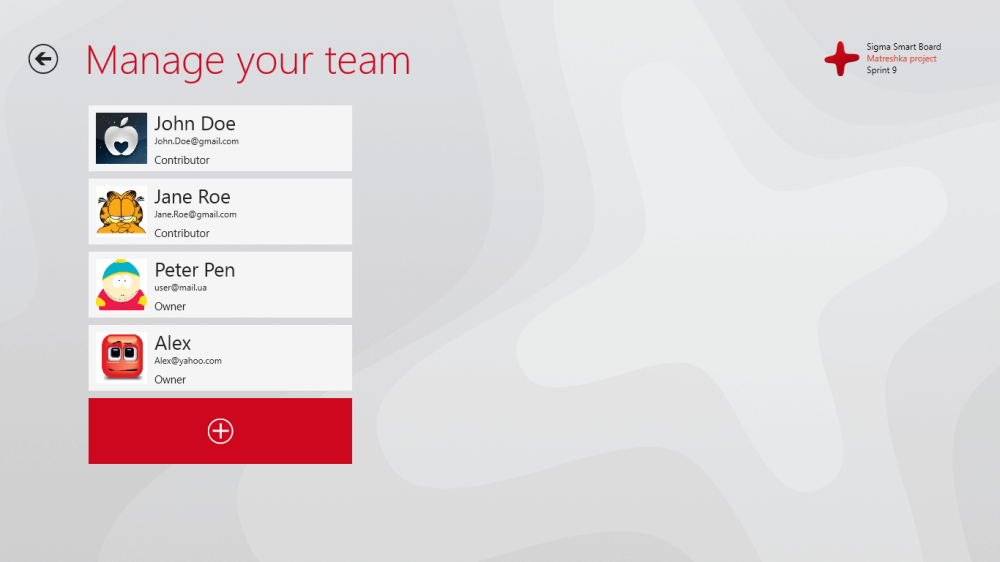 Manage your team
Sigma Smart Board
Matreshka project
Sprint 9
John Doe
John.Doe@gmail.com
Contributor
Jane Roe
Jane.Roe@gmail.com
Contributor
Peter Pen
user@mail.ua
Owner
Alex
Alex@yahoo.com
Owner